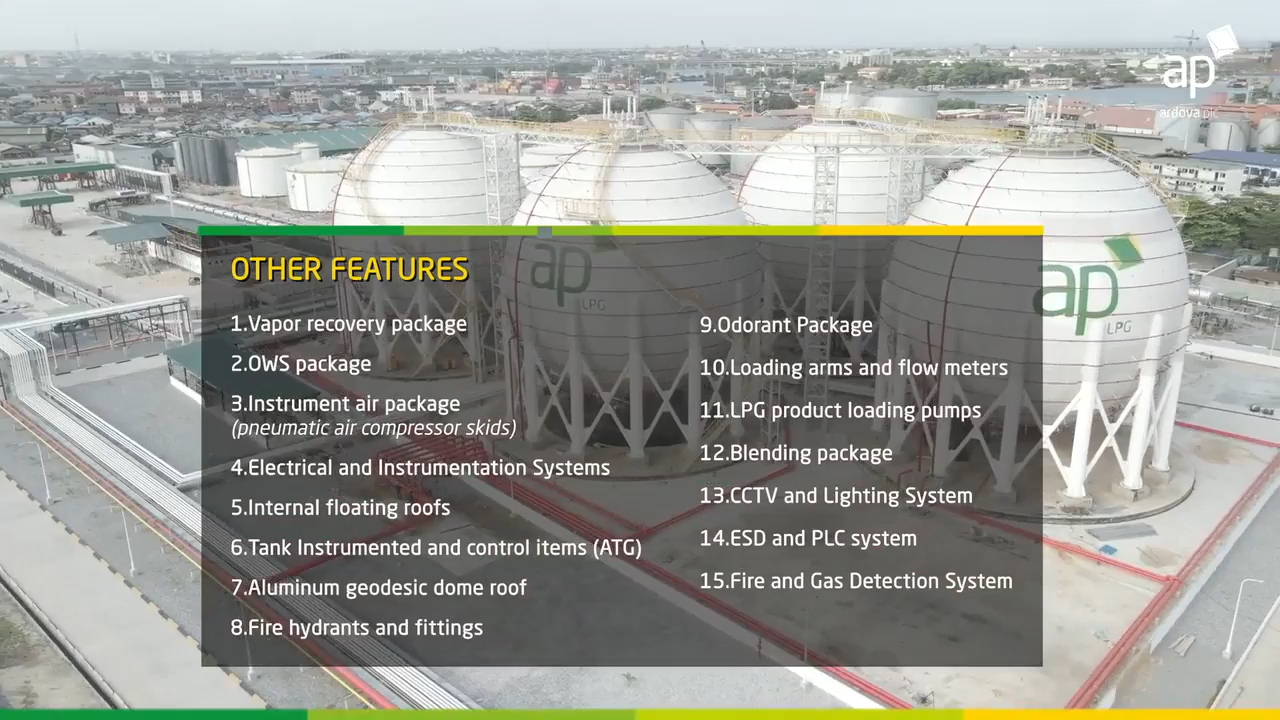 ap
ardova plc
OTHER FEATURES
1.Vapor recovery package
2.OWS package
3.Instrument air package
(pneumatic air compressor skids)
4.Electrical and Instrumentation Systems
5.Internal floating roofs
6.Tank Instrumented and control items (ATG)
7.Aluminum geodesic dome roof
8.Fire hydrants and fittings
9.Odorant Package
10.Loading arms and flow meters
11.LPG product loading pumps
12.Blending package
13.CCTV and Lighting System
14.ESD and PLC system
15.Fire and Gas Detection System
ap
LPG
ap
LPG